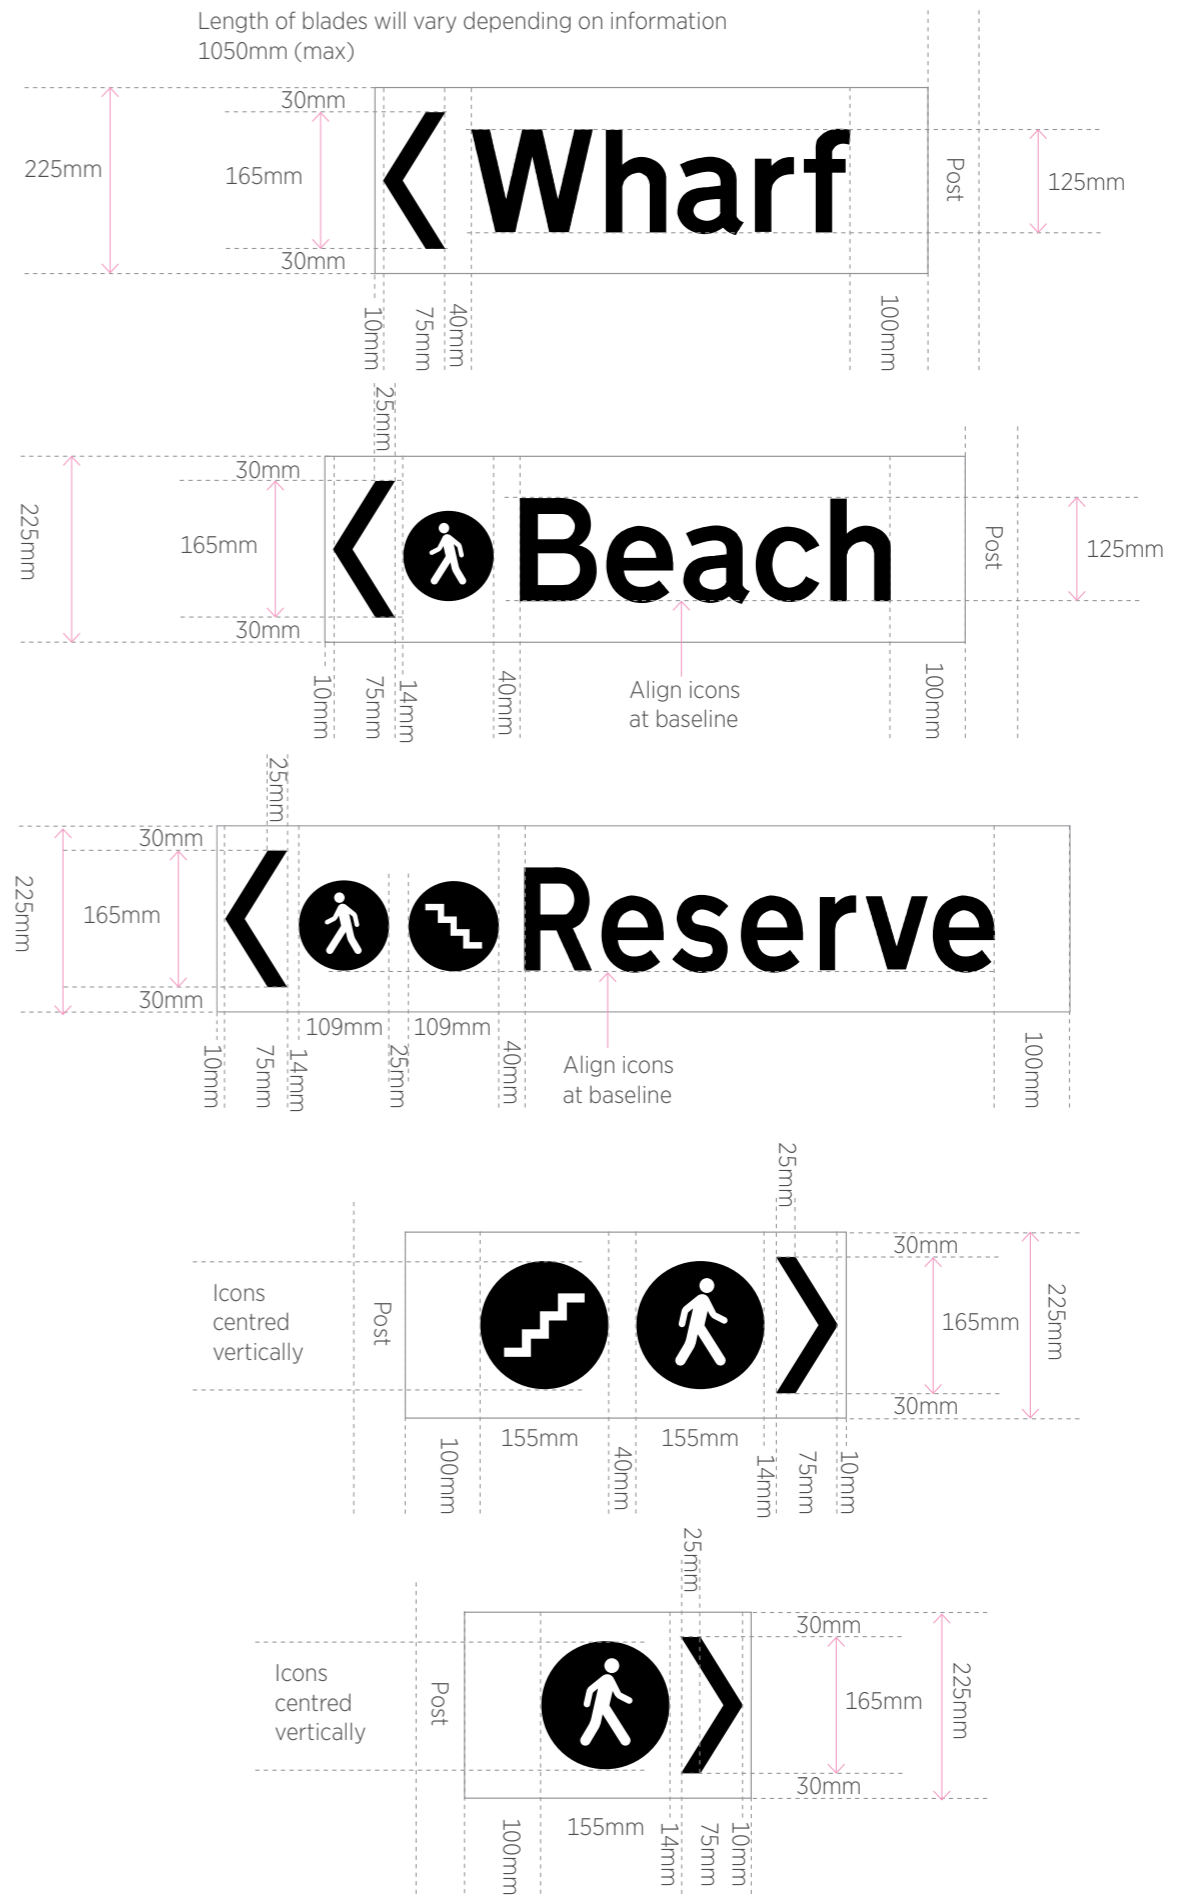 Length of blades will vary depending on information
1050mm (max)
30mm
225mm
165mm
Wharf
Post
125mm
30mm
10mm
75mm
40mm
100mm
25mm
30mm
225mm
165mm
Beach
Post
125mm
30mm
10mm
75mm
14mm
40mm
Align icons
at baseline
100mm
25mm
30mm
225mm
165mm
Reserve
30mm
109mm
109mm
10mm
75mm
14mm
25mm
40mm
Align icons
at baseline
100mm
25mm
30mm
Icons
centred
vertically
Post
165mm
225mm
30mm
155mm
155mm
100mm
40mm
14mm
75mm
10mm
25mm
30mm
Icons
centred
vertically
Post
165mm
225mm
30mm
155mm
100mm
14mm
75mm
10mm